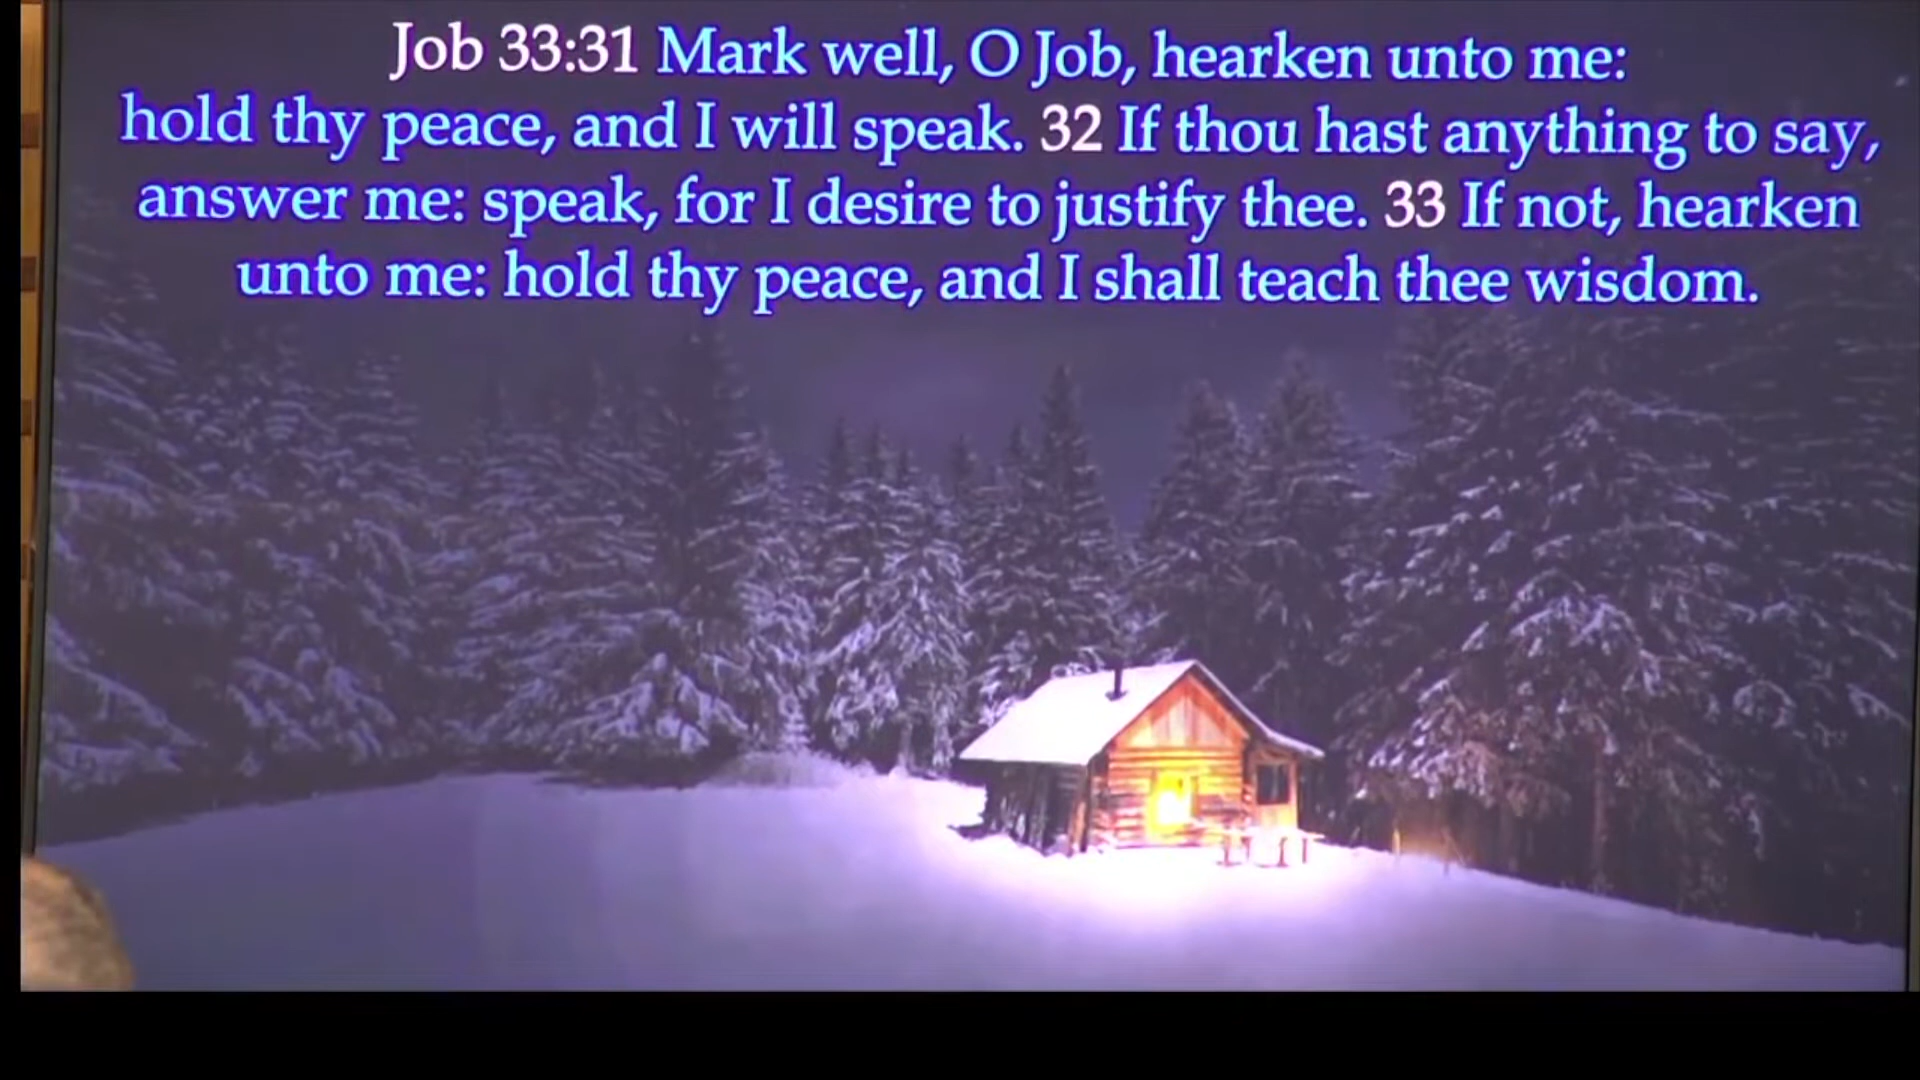 Job 33:31 Mark well, O Job, hearken unto me:
hold thy peace, and I will speak. 32 If thou hast anything to say,
answer me: speak, for I desire to justify thee. 33 If not, hearken
unto me: hold thy peace, and I shall teach thee wisdom.